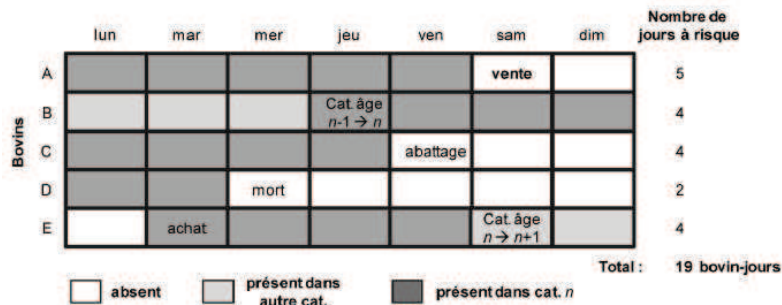 Nombre de
lun mar mer jeu ven sam dim jours à risque
A vente 5
B Cat. âge n-1 → n 4
C abattage 4
D mort 2
E achat Cat. âge n → n+1 4
Bovins
Total : 19 bovin-jours
absent
présent dans autre cat.
présent dans cat. n